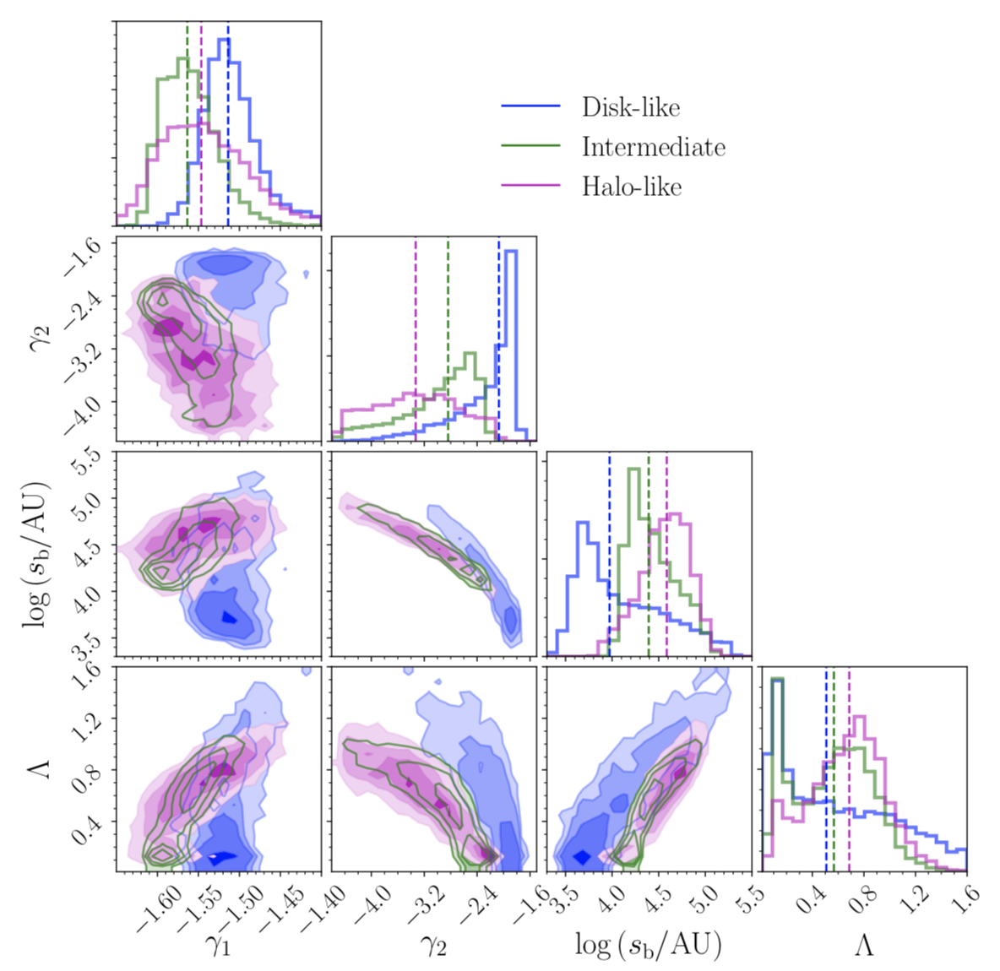 Disk-like
Intermediate
Halo-like
−1.6
−2.4
−3.2
−4.0
γ₂
5.5
5.0
4.5
4.0
3.5
log (s_b/AU)
1.6
1.2
0.8
0.4
Λ
−1.60 −1.55 −1.50 −1.45 −1.40
−4.0 −3.2 −2.4 −1.6
3.5 4.0 4.5 5.0 5.5
0.4 0.8 1.2 1.6
γ₁ γ₂ log (s_b/AU) Λ